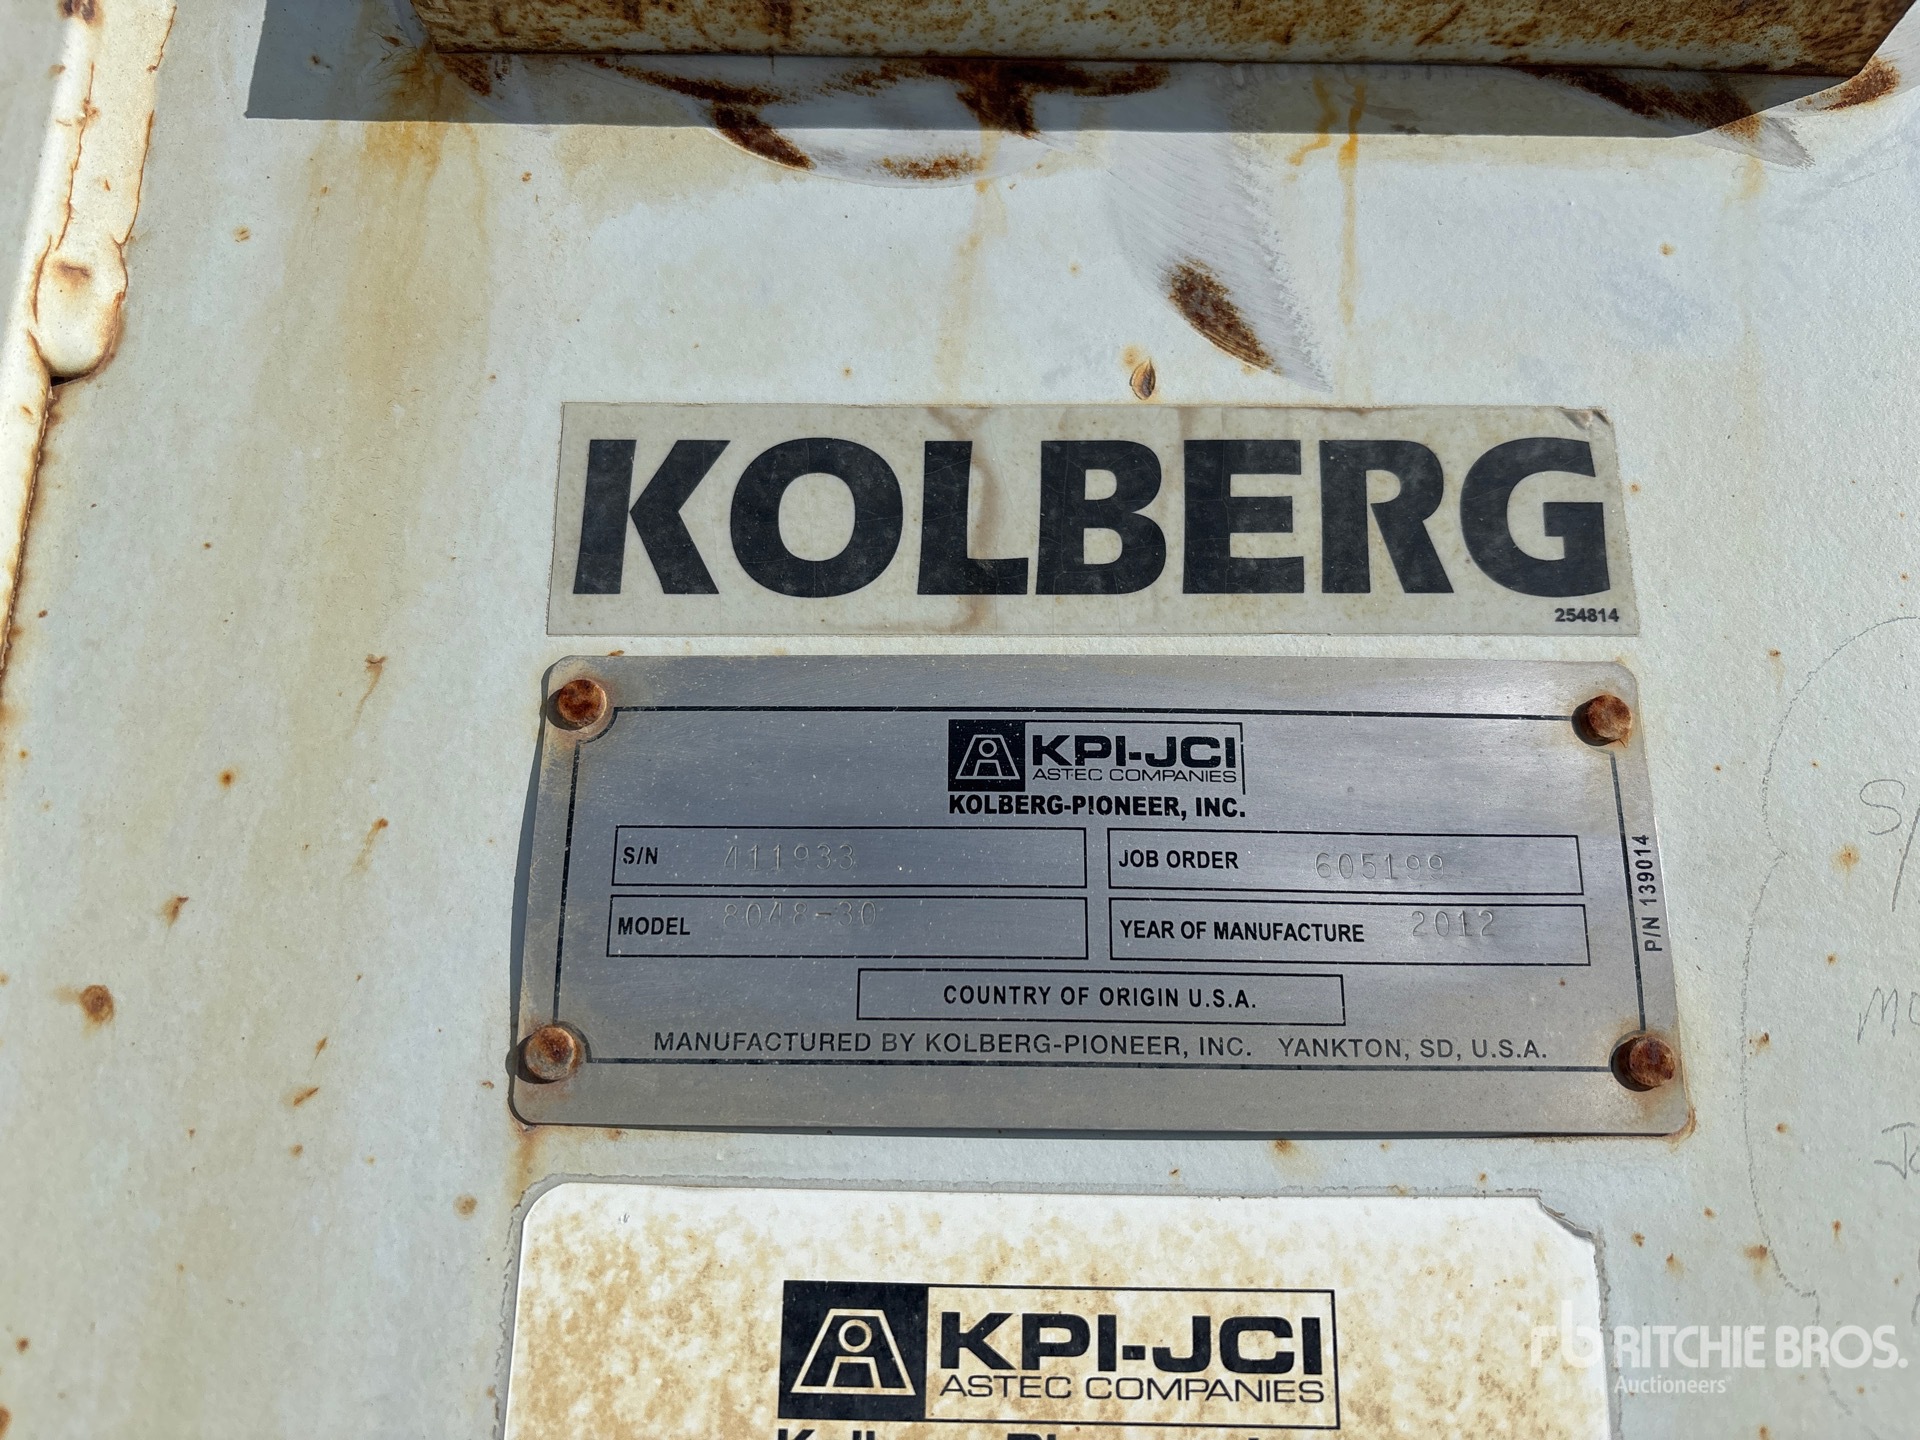 KOLBERG
254814
KPI-JCI
ASTEC COMPANIES
KOLBERG-PIONEER, INC.
S/N 411933
JOB ORDER 605199
MODEL 8048-30
YEAR OF MANUFACTURE 2012
COUNTRY OF ORIGIN U.S.A.
MANUFACTURED BY KOLBERG-PIONEER, INC. YANKTON, SD, U.S.A.
P/N 139014
S/
KPI-JCI
ASTEC COMPANIES
rb RITCHIE BROS.
Auctioneers